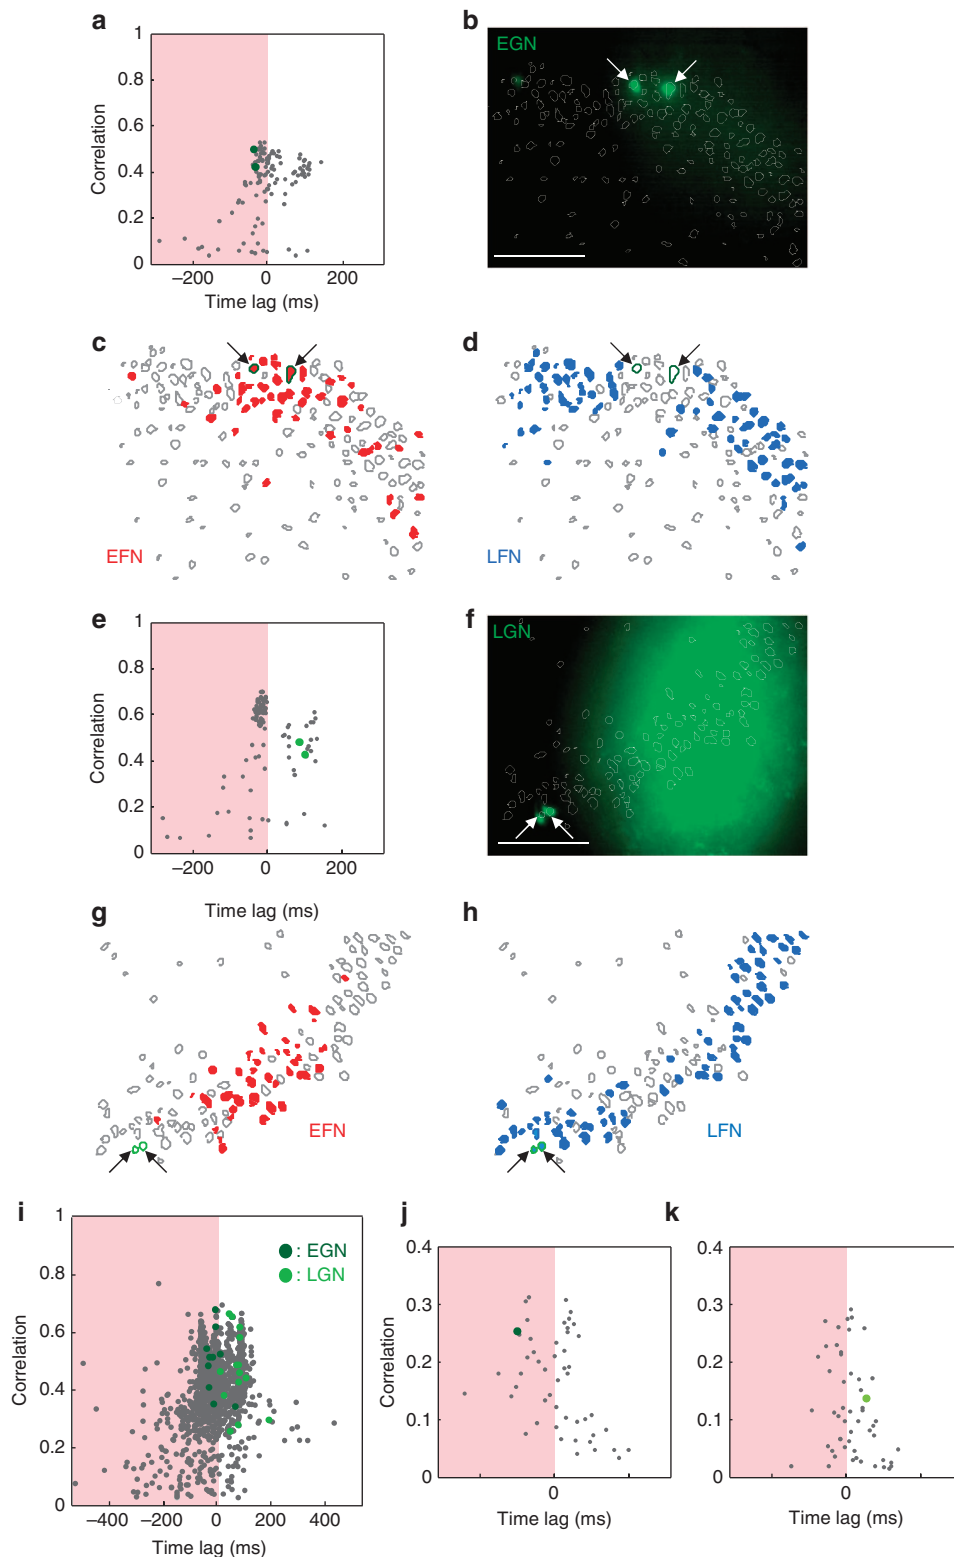 a
1
0.8
0.6
0.4
0.2
0
Correlation
−200
0
200
Time lag (ms)
b
EGN
c
EFN
d
LFN
e
1
0.8
0.6
0.4
0.2
0
Correlation
−200
0
200
Time lag (ms)
f
LGN
g
EFN
h
LFN
i
1
0.8
0.6
0.4
0.2
0
Correlation
: EGN
: LGN
−400
−200
0
200
400
Time lag (ms)
j
0.4
0.3
0.2
0.1
0
Correlation
0
Time lag (ms)
k
0.4
0.3
0.2
0.1
0
0
Time lag (ms)